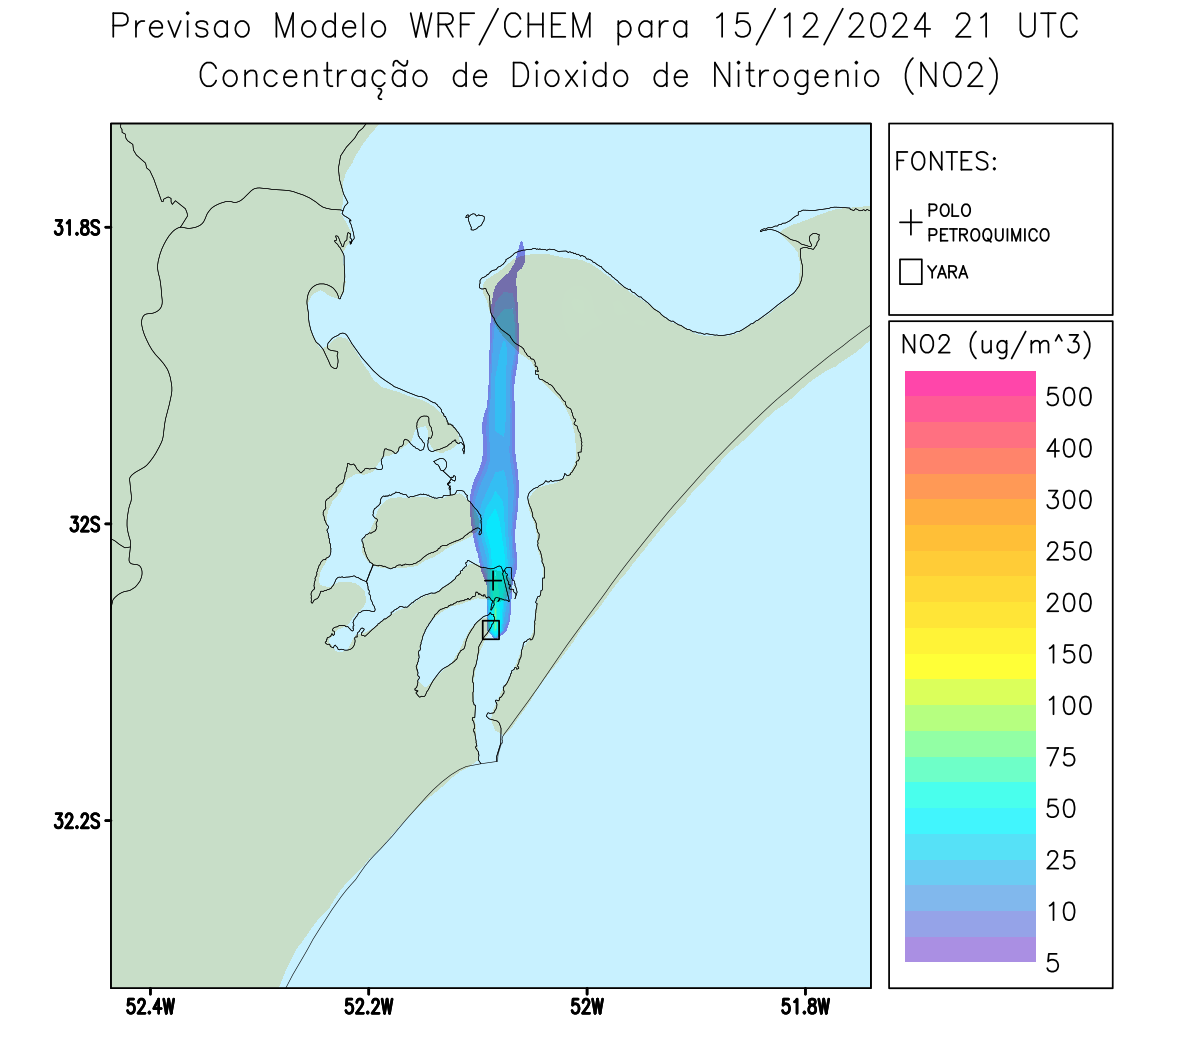 Previsao Modelo WRF/CHEM para 15/12/2024 21 UTC
Concentração de Dioxido de Nitrogenio (NO2)
FONTES:
POLO
PETROQUIMICO
YARA
31.8S
32S
32.2S
52.4W
52.2W
52W
51.8W
NO2 (ug/m^3)
500
400
300
250
200
150
100
75
50
25
10
5